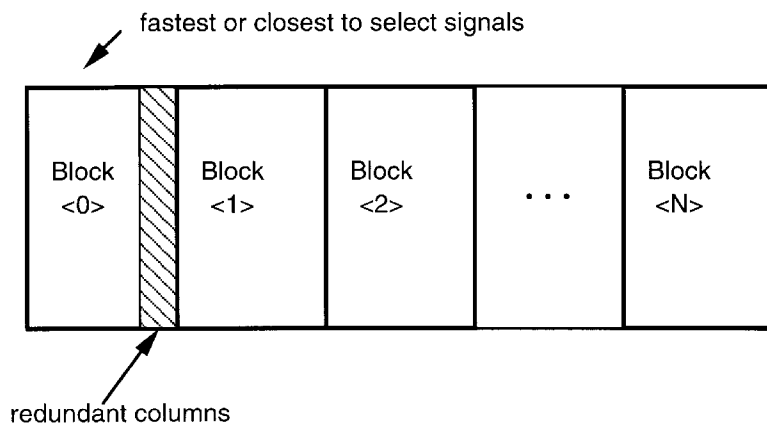 fastest or closest to select signals
Block
<0>
Block
<1>
Block
<2>
...
Block
<N>
redundant columns